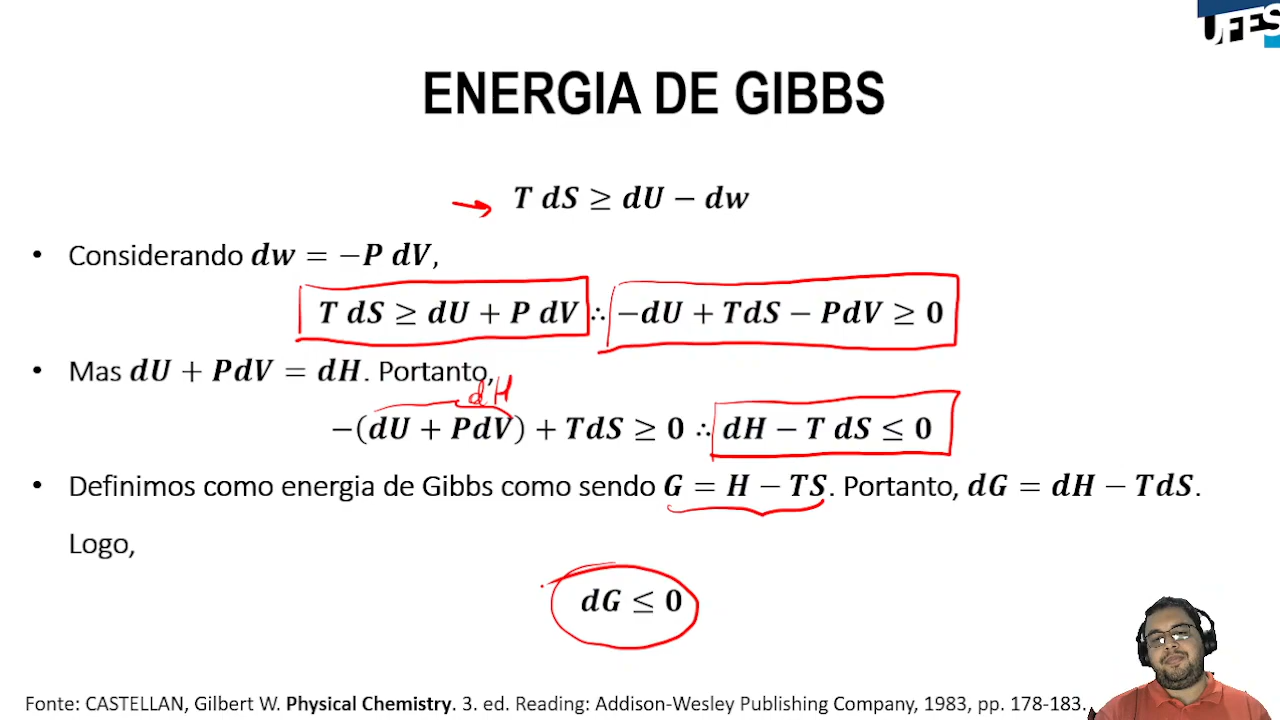 UFES
ENERGIA DE GIBBS
T dS ≥ dU − dw
• Considerando dw = −P dV,
T dS ≥ dU + P dV ∴ −dU + TdS − PdV ≥ 0
• Mas dU + PdV = dH. Portanto,
dH
−(dU + PdV) + TdS ≥ 0 ∴ dH − T dS ≤ 0
• Definimos como energia de Gibbs como sendo G = H − TS. Portanto, dG = dH − TdS.
Logo,
dG ≤ 0
Fonte: CASTELLAN, Gilbert W. Physical Chemistry. 3. ed. Reading: Addison-Wesley Publishing Company, 1983, pp. 178-183.